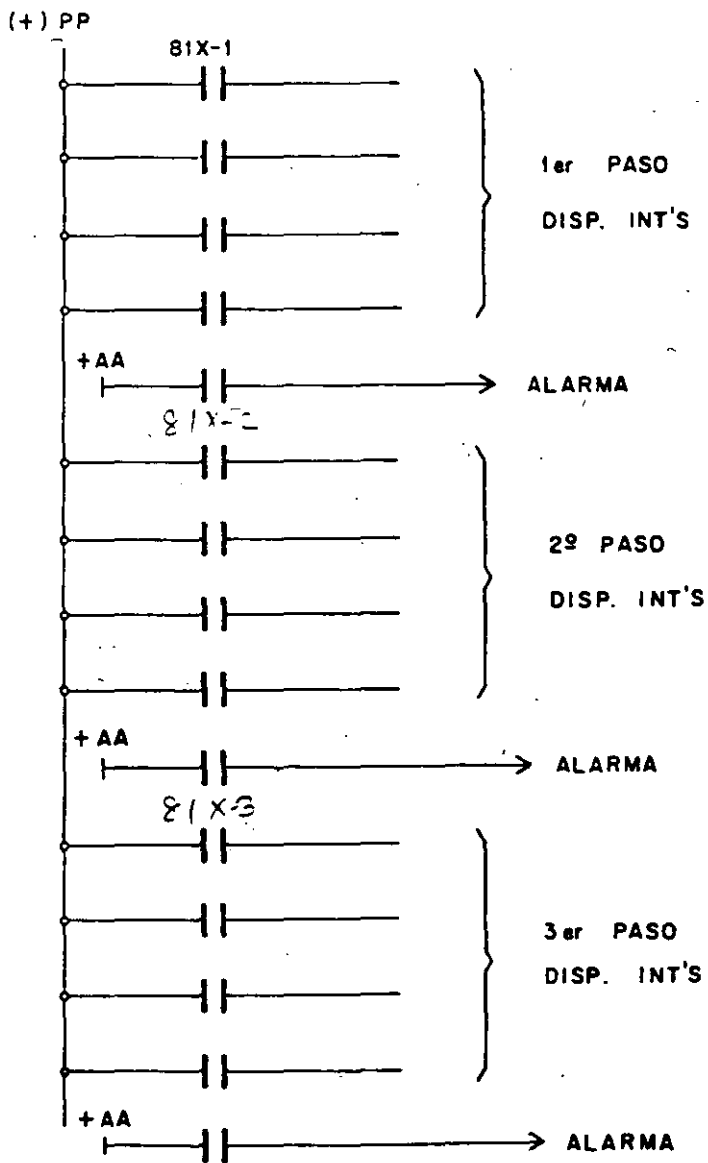 (+) PP
81X-1
1er PASO
DISP. INT'S
+AA
ALARMA
81X-2
2º PASO
DISP. INT'S
+AA
ALARMA
81X-3
3er PASO
DISP. INT'S
+AA
ALARMA